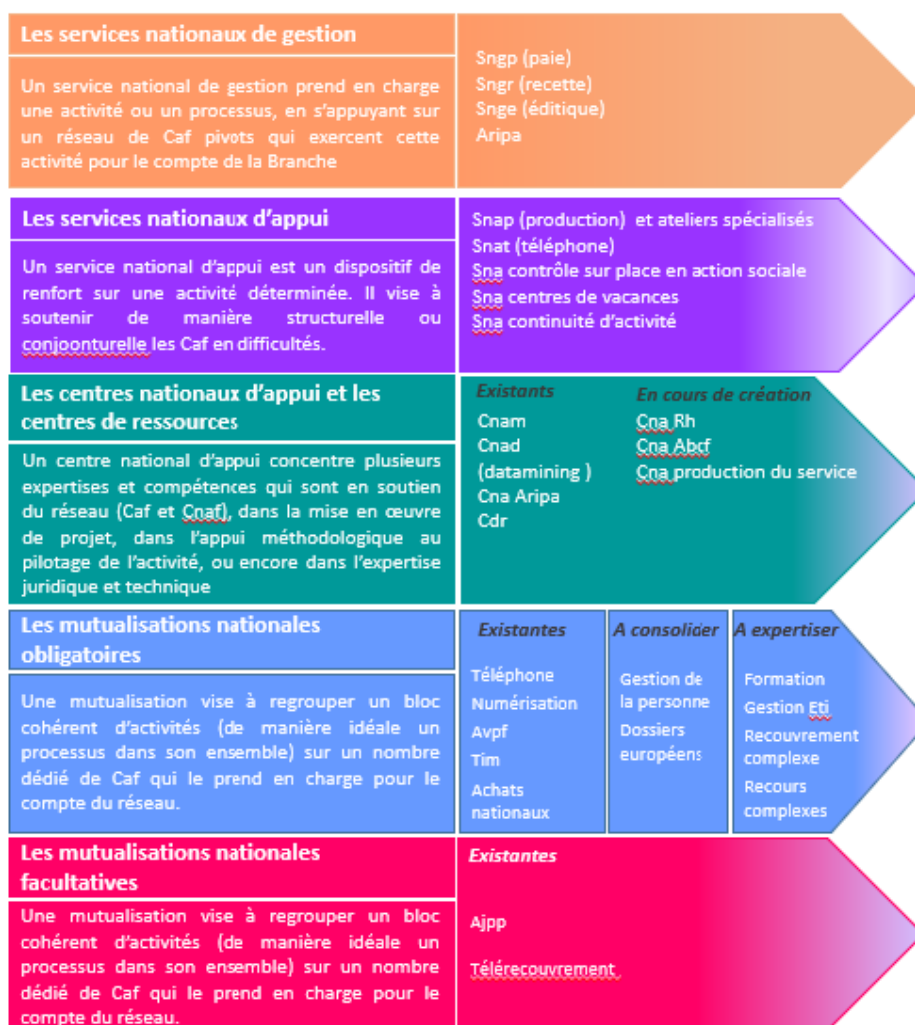 Les services nationaux de gestion
Un service national de gestion prend en charge
une activité ou un processus, en s'appuyant sur
un réseau de Caf pivots qui exercent cette
activité pour le compte de la Branche
Sngp (paie)
Sngr (recette)
Snge (éditique)
Aripa
Les services nationaux d'appui
Un service national d'appui est un dispositif de
renfort sur une activité déterminée. Il vise à
soutenir de manière structurelle ou
conjoonturelle les Caf en difficultés.
Snap (production) et ateliers spécialisés
Snat (téléphone)
Sna contrôle sur place en action sociale
Sna centres de vacances
Sna continuité d'activité
Les centres nationaux d'appui et les
centres de ressources
Un centre national d'appui concentre plusieurs
expertises et compétences qui sont en soutien
du réseau (Caf et Cnaf), dans la mise en œuvre
de projet, dans l'appui méthodologique au
pilotage de l'activité, ou encore dans l'expertise
juridique et technique
Existants
Cnam
Cnad
(datamining )
Cna Aripa
Cdr
En cours de création
Cna Rh
Cna Abcf
Cna production du service
Les mutualisations nationales
obligatoires
Une mutualisation vise à regrouper un bloc
cohérent d'activités (de manière idéale un
processus dans son ensemble) sur un nombre
dédié de Caf qui le prend en charge pour le
compte du réseau.
Existantes
Téléphone
Numérisation
Avpf
Tim
Achats
nationaux
A consolider
Gestion de
la personne
Dossiers
européens
A expertiser
Formation
Gestion Eti
Recouvrement
complexe
Recours
complexes
Les mutualisations nationales
facultatives
Une mutualisation vise à regrouper un bloc
cohérent d'activités (de manière idéale un
processus dans son ensemble) sur un nombre
dédié de Caf qui le prend en charge pour le
compte du réseau.
Existantes
Ajpp
Télérecouvrement